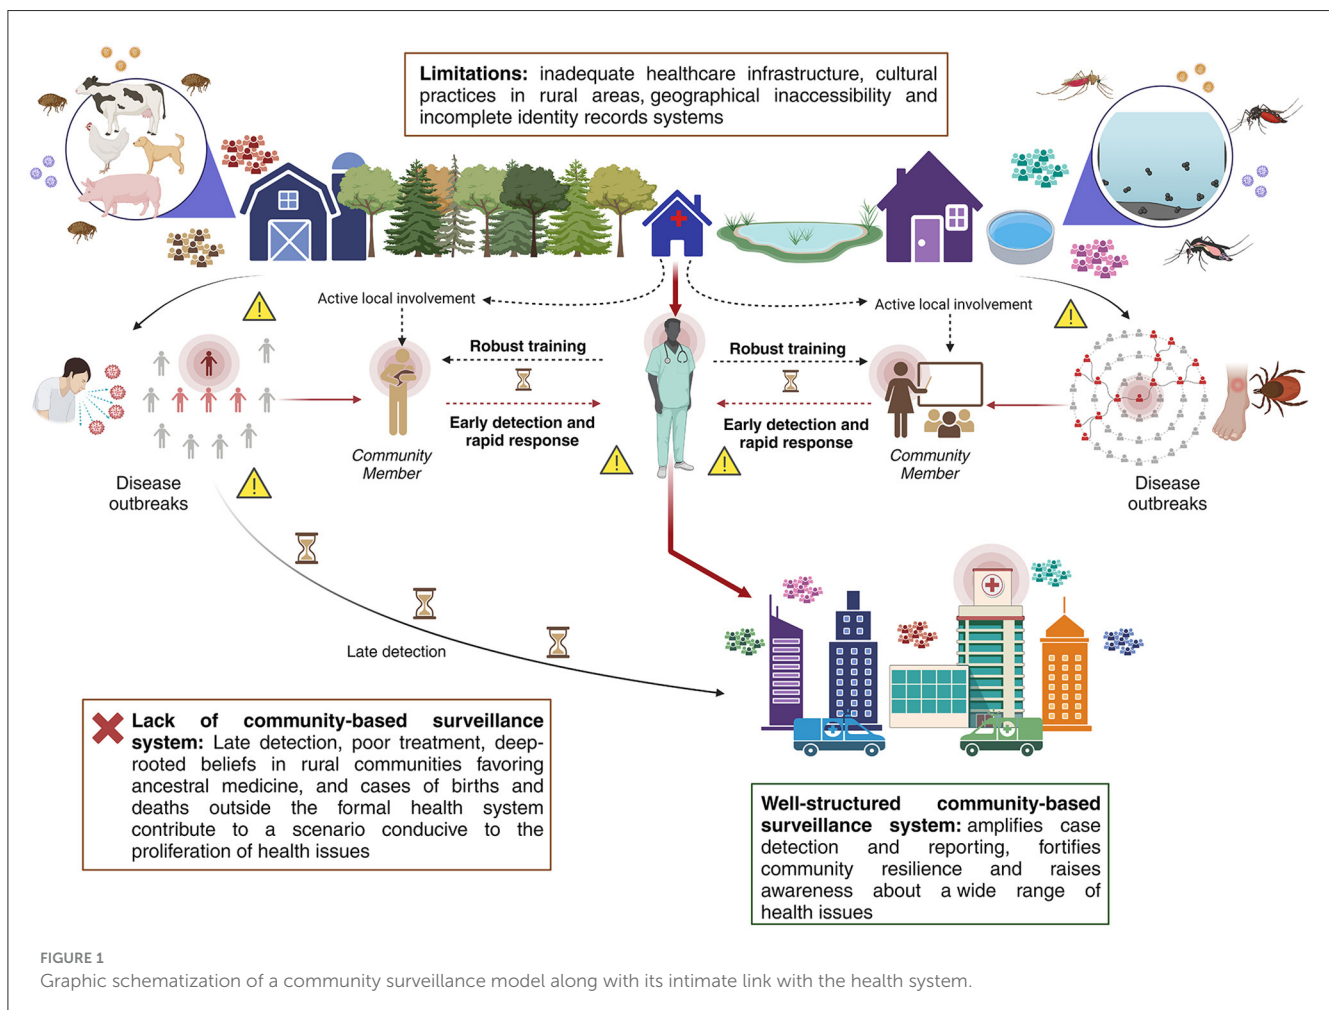 Limitations: inadequate healthcare infrastructure, cultural
practices in rural areas, geographical inaccessibility and
incomplete identity records systems
Active local involvement
Active local involvement
Robust training
Robust training
Early detection and
rapid response
Early detection and
rapid response
Community
Member
Community
Member
Disease
outbreaks
Disease
outbreaks
Late detection
Lack of community-based surveillance
system: Late detection, poor treatment, deep-
rooted beliefs in rural communities favoring
ancestral medicine, and cases of births and
deaths outside the formal health system
contribute to a scenario conducive to the
proliferation of health issues
Well-structured community-based
surveillance system: amplifies case
detection and reporting, fortifies
community resilience and raises
awareness about a wide range of
health issues
FIGURE 1
Graphic schematization of a community surveillance model along with its intimate link with the health system.